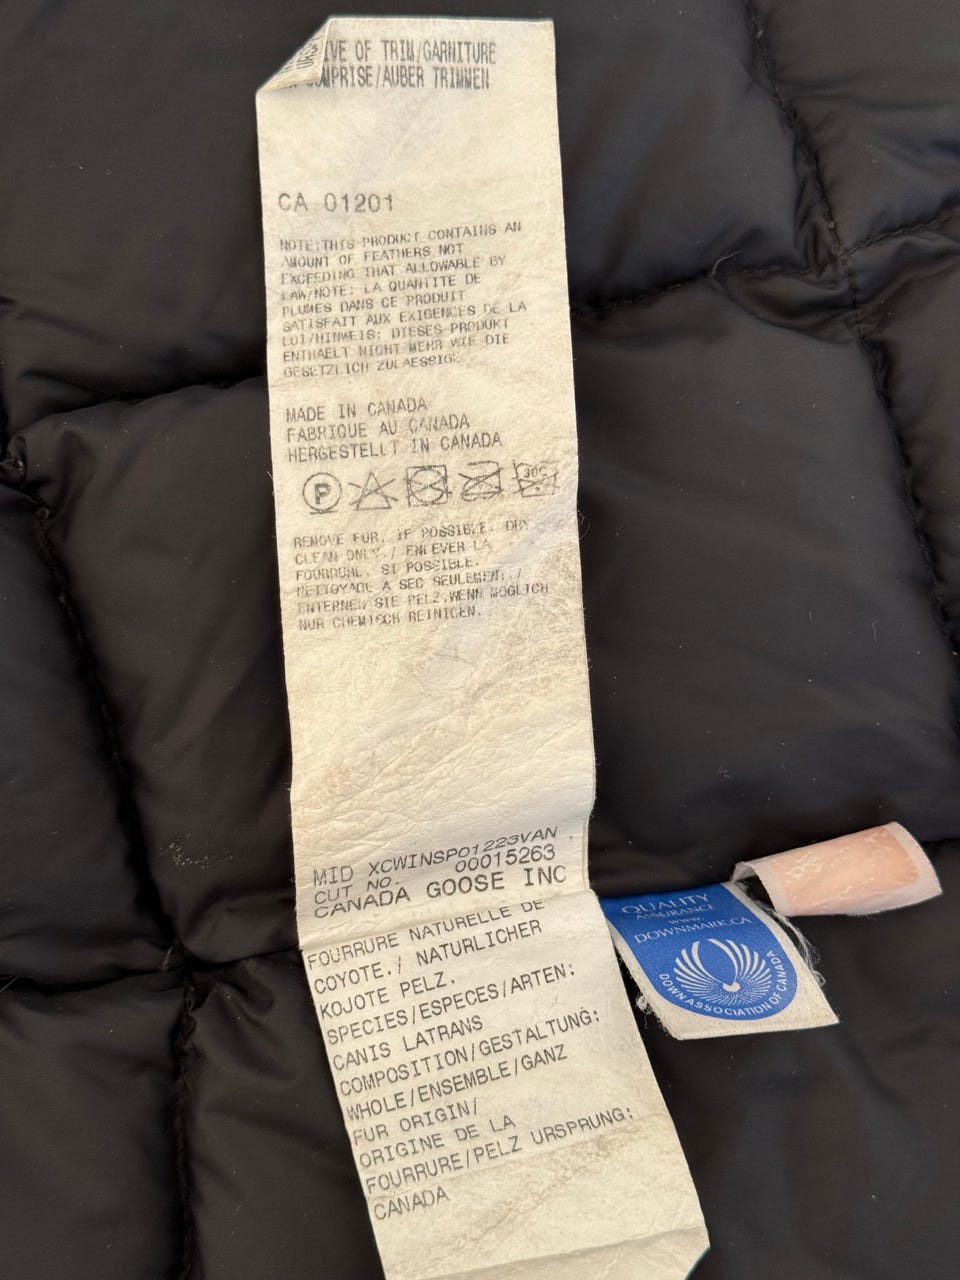 IVE OF TRIM/GARNITURE
COMPRISE/AUBER TRIMMEN
CA 01201
NOTE:THIS PRODUCT CONTAINS AN
AMOUNT OF FEATHERS NOT
EXCEEDING THAT ALLOWABLE BY
LAW/NOTE: LA QUANTITE DE
PLUMES DANS CE PRODUIT
SATISFAIT AUX EXIGENCES DE LA
LOI/HINWEIS: DIESES PRODUKT
ENTHAELT NICHT MEHR WIE DIE
GESETZLICH ZULAESSIG.
MADE IN CANADA
FABRIQUE AU CANADA
HERGESTELLT IN CANADA
P
30C
REMOVE FUR, IF POSSIBLE. DRY
CLEAN ONLY./ ENLEVER LA
FOURRURE, SI POSSIBLE.
NETTOYAGE A SEC SEULEMENT./
ENTERNEN SIE PELZ,WENN MOGLICH
NUR CHEMISCH REINIGEN.
MID XCWINSP01223VAN
CUT NO. 00015263
CANADA GOOSE INC
FOURRURE NATURELLE DE
COYOTE./ NATURLICHER
KOJOTE PELZ.
SPECIES/ESPECES/ARTEN:
CANIS LATRANS
COMPOSITION/GESTALTUNG:
WHOLE/ENSEMBLE/GANZ
FUR ORIGIN/
ORIGINE DE LA
FOURRURE/PELZ URSPRUNG:
CANADA
QUALITY
ASSURANCE
WWW.
DOWNMARK.CA
DOWN ASSOCIATION OF CANADA